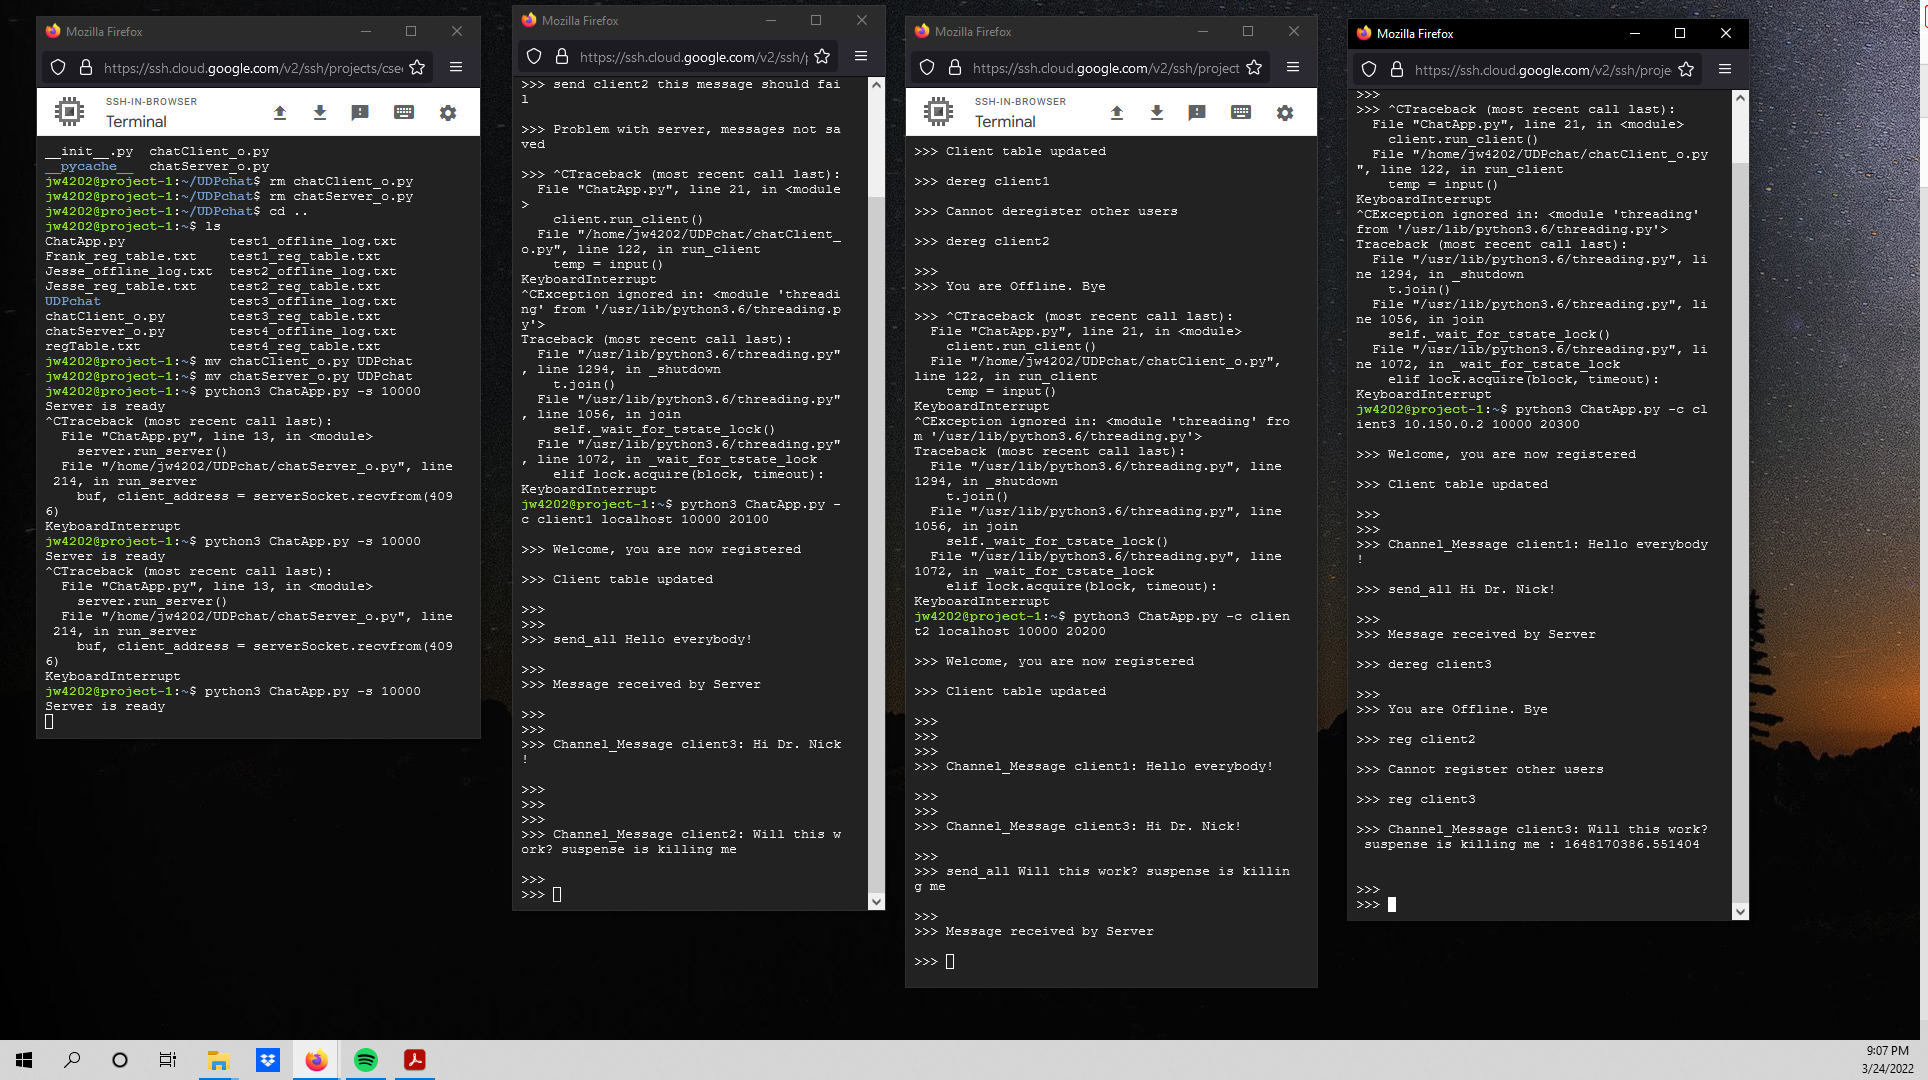 Mozilla Firefox
https://ssh.cloud.google.com/v2/ssh/projects/cse
SSH-IN-BROWSER
Terminal
__init__.py  chatClient_o.py
__pycache__  chatServer_o.py
jw4202@project-1:~/UDPchat$ rm chatClient_o.py
jw4202@project-1:~/UDPchat$ rm chatServer_o.py
jw4202@project-1:~/UDPchat$ cd ..
jw4202@project-1:~$ ls
ChatApp.py             test1_offline_log.txt
Frank_reg_table.txt    test1_reg_table.txt
Jesse_offline_log.txt  test2_offline_log.txt
Jesse_reg_table.txt    test2_reg_table.txt
UDPchat                test3_offline_log.txt
chatClient_o.py        test3_reg_table.txt
chatServer_o.py        test4_offline_log.txt
regTable.txt           test4_reg_table.txt
jw4202@project-1:~$ mv chatClient_o.py UDPchat
jw4202@project-1:~$ mv chatServer_o.py UDPchat
jw4202@project-1:~$ python3 ChatApp.py -s 10000
Server is ready
^CTraceback (most recent call last):
  File "ChatApp.py", line 13, in <module>
    server.run_server()
  File "/home/jw4202/UDPchat/chatServer_o.py", line
 214, in run_server
    buf, client_address = serverSocket.recvfrom(409
6)
KeyboardInterrupt
jw4202@project-1:~$ python3 ChatApp.py -s 10000
Server is ready
^CTraceback (most recent call last):
  File "ChatApp.py", line 13, in <module>
    server.run_server()
  File "/home/jw4202/UDPchat/chatServer_o.py", line
 214, in run_server
    buf, client_address = serverSocket.recvfrom(409
6)
KeyboardInterrupt
jw4202@project-1:~$ python3 ChatApp.py -s 10000
Server is ready
Mozilla Firefox
https://ssh.cloud.google.com/v2/ssh/
>>> send client2 this message should fai
l
>>> Problem with server, messages not sa
ved
>>> ^CTraceback (most recent call last):
  File "ChatApp.py", line 21, in <module
>
    client.run_client()
  File "/home/jw4202/UDPchat/chatClient_
o.py", line 122, in run_client
    temp = input()
KeyboardInterrupt
^CException ignored in: <module 'threadi
ng' from '/usr/lib/python3.6/threading.p
y'>
Traceback (most recent call last):
  File "/usr/lib/python3.6/threading.py"
, line 1294, in _shutdown
    t.join()
  File "/usr/lib/python3.6/threading.py"
, line 1056, in join
    self._wait_for_tstate_lock()
  File "/usr/lib/python3.6/threading.py"
, line 1072, in _wait_for_tstate_lock
    elif lock.acquire(block, timeout):
KeyboardInterrupt
jw4202@project-1:~$ python3 ChatApp.py -
c client1 localhost 10000 20100
>>> Welcome, you are now registered
>>> Client table updated
>>>
>>>
>>> send_all Hello everybody!
>>>
>>> Message received by Server
>>>
>>>
>>> Channel_Message client3: Hi Dr. Nick
!
>>>
>>>
>>>
>>> Channel_Message client2: Will this w
ork? suspense is killing me
>>>
>>>
Mozilla Firefox
https://ssh.cloud.google.com/v2/ssh/project
SSH-IN-BROWSER
Terminal
>>> Client table updated
>>> dereg client1
>>> Cannot deregister other users
>>> dereg client2
>>>
>>> You are Offline. Bye
>>> ^CTraceback (most recent call last):
  File "ChatApp.py", line 21, in <module>
    client.run_client()
  File "/home/jw4202/UDPchat/chatClient_o.py",
line 122, in run_client
    temp = input()
KeyboardInterrupt
^CException ignored in: <module 'threading' fro
m '/usr/lib/python3.6/threading.py'>
Traceback (most recent call last):
  File "/usr/lib/python3.6/threading.py", line
1294, in _shutdown
    t.join()
  File "/usr/lib/python3.6/threading.py", line
1056, in join
    self._wait_for_tstate_lock()
  File "/usr/lib/python3.6/threading.py", line
1072, in _wait_for_tstate_lock
    elif lock.acquire(block, timeout):
KeyboardInterrupt
jw4202@project-1:~$ python3 ChatApp.py -c clien
t2 localhost 10000 20200
>>> Welcome, you are now registered
>>> Client table updated
>>>
>>>
>>>
>>> Channel_Message client1: Hello everybody!
>>>
>>>
>>> Channel_Message client3: Hi Dr. Nick!
>>>
>>> send_all Will this work? suspense is killin
g me
>>>
>>> Message received by Server
>>>
Mozilla Firefox
https://ssh.cloud.google.com/v2/ssh/proje
>>>
>>> ^CTraceback (most recent call last):
  File "ChatApp.py", line 21, in <module>
    client.run_client()
  File "/home/jw4202/UDPchat/chatClient_o.py
", line 122, in run_client
    temp = input()
KeyboardInterrupt
^CException ignored in: <module 'threading'
from '/usr/lib/python3.6/threading.py'>
Traceback (most recent call last):
  File "/usr/lib/python3.6/threading.py", li
ne 1294, in _shutdown
    t.join()
  File "/usr/lib/python3.6/threading.py", li
ne 1056, in join
    self._wait_for_tstate_lock()
  File "/usr/lib/python3.6/threading.py", li
ne 1072, in _wait_for_tstate_lock
    elif lock.acquire(block, timeout):
KeyboardInterrupt
jw4202@project-1:~$ python3 ChatApp.py -c cl
ient3 10.150.0.2 10000 20300
>>> Welcome, you are now registered
>>> Client table updated
>>>
>>>
>>> Channel_Message client1: Hello everybody
!
>>> send_all Hi Dr. Nick!
>>>
>>> Message received by Server
>>> dereg client3
>>>
>>> You are Offline. Bye
>>> reg client2
>>> Cannot register other users
>>> reg client3
>>> Channel_Message client3: Will this work?
 suspense is killing me : 1648170386.551404
>>>
>>>
9:07 PM
3/24/2022